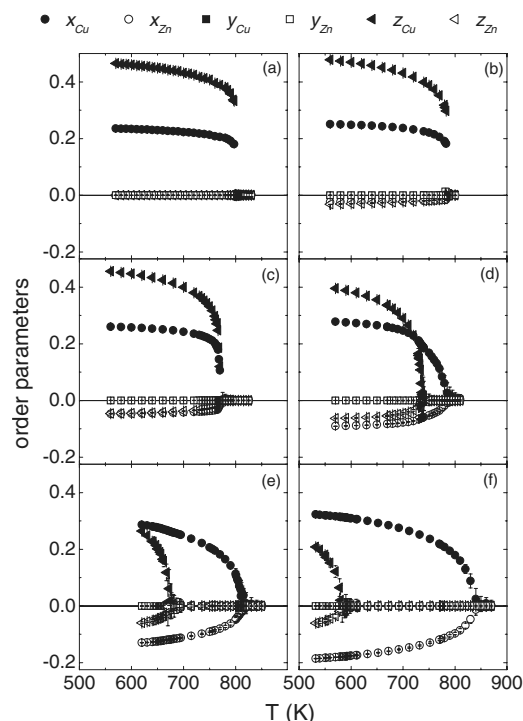 x_Cu x_Zn y_Cu y_Zn z_Cu z_Zn
(a) (b)
0.4
0.2
0.0
-0.2
(c) (d)
0.4
0.2
0.0
-0.2
(e) (f)
0.4
0.2
0.0
-0.2
order parameters
500 600 700 800 500 600 700 800 900
T (K)